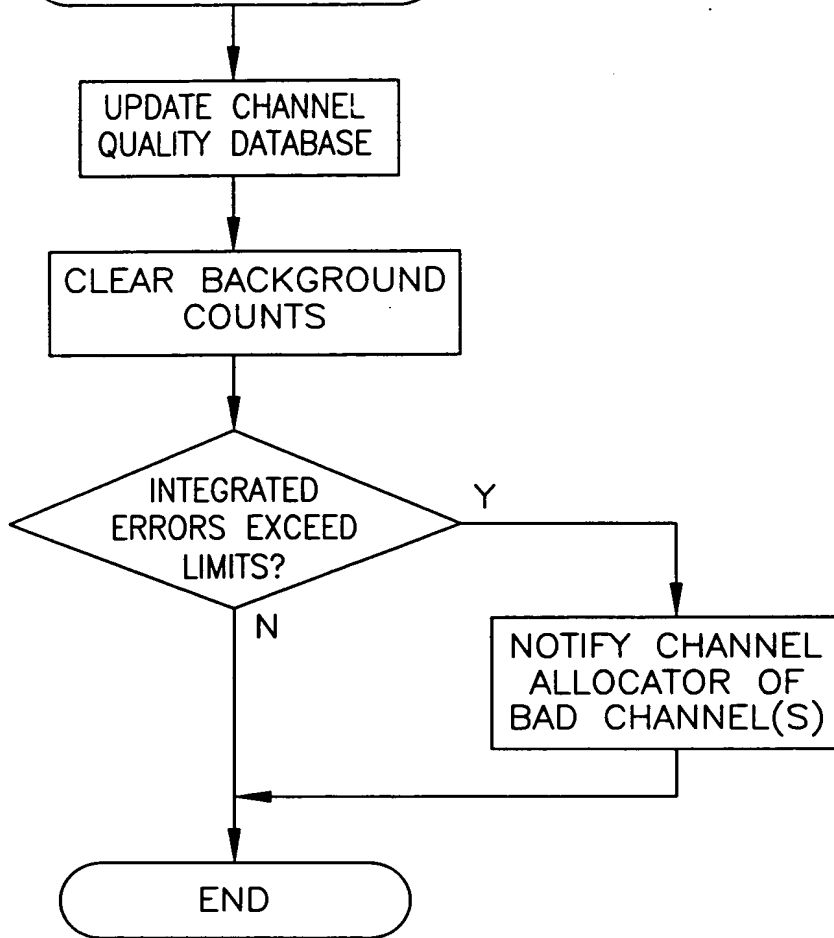 UPDATE CHANNEL
QUALITY DATABASE
CLEAR BACKGROUND
COUNTS
INTEGRATED
ERRORS EXCEED
LIMITS?
Y
N
NOTIFY CHANNEL
ALLOCATOR OF
BAD CHANNEL(S)
END